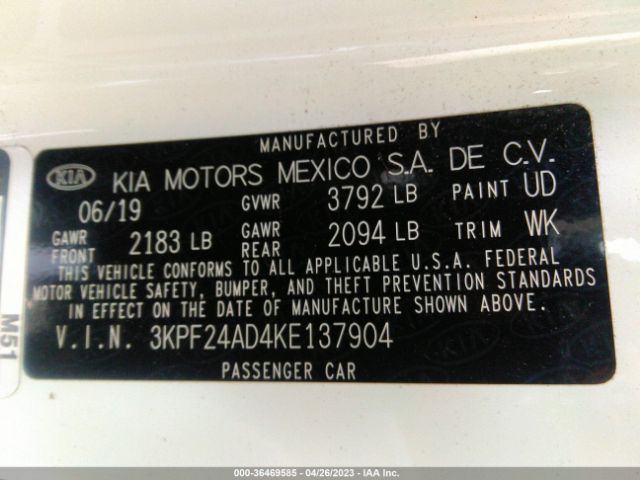 MANUFACTURED BY
KIA KIA MOTORS MEXICO S.A. DE C.V.
06/19 GVWR 3792 LB PAINT UD
GAWR FRONT 2183 LB GAWR REAR 2094 LB TRIM WK
THIS VEHICLE CONFORMS TO ALL APPLICABLE U.S.A. FEDERAL
MOTOR VEHICLE SAFETY, BUMPER, AND THEFT PREVENTION STANDARDS
IN EFFECT ON THE DATE OF MANUFACTURE SHOWN ABOVE.
V.I.N. 3KPF24AD4KE137904
PASSENGER CAR
M51
000-36469585 - 04/26/2023 - IAA Inc.